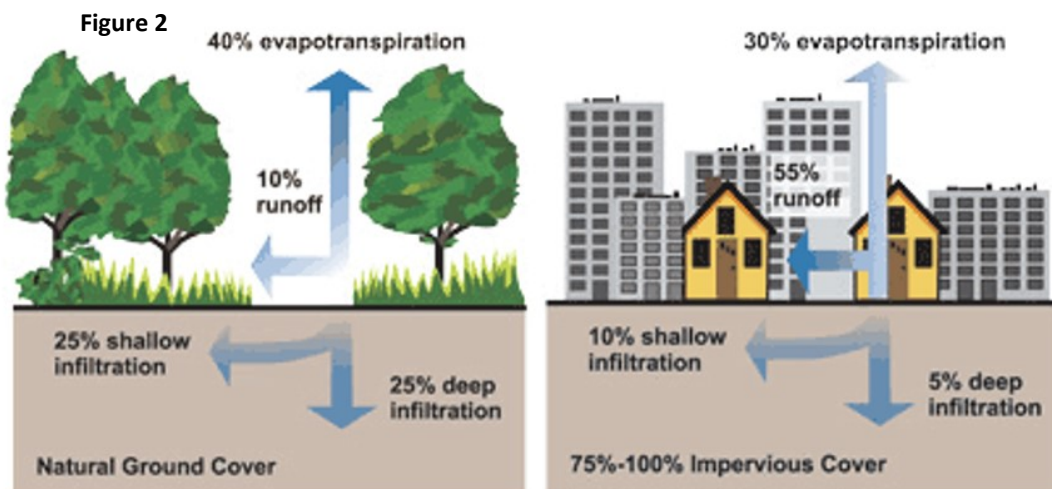 Figure 2
40% evapotranspiration
10%
runoff
25% shallow
infiltration
25% deep
infiltration
Natural Ground Cover
30% evapotranspiration
55%
runoff
10% shallow
infiltration
5% deep
infiltration
75%-100% Impervious Cover